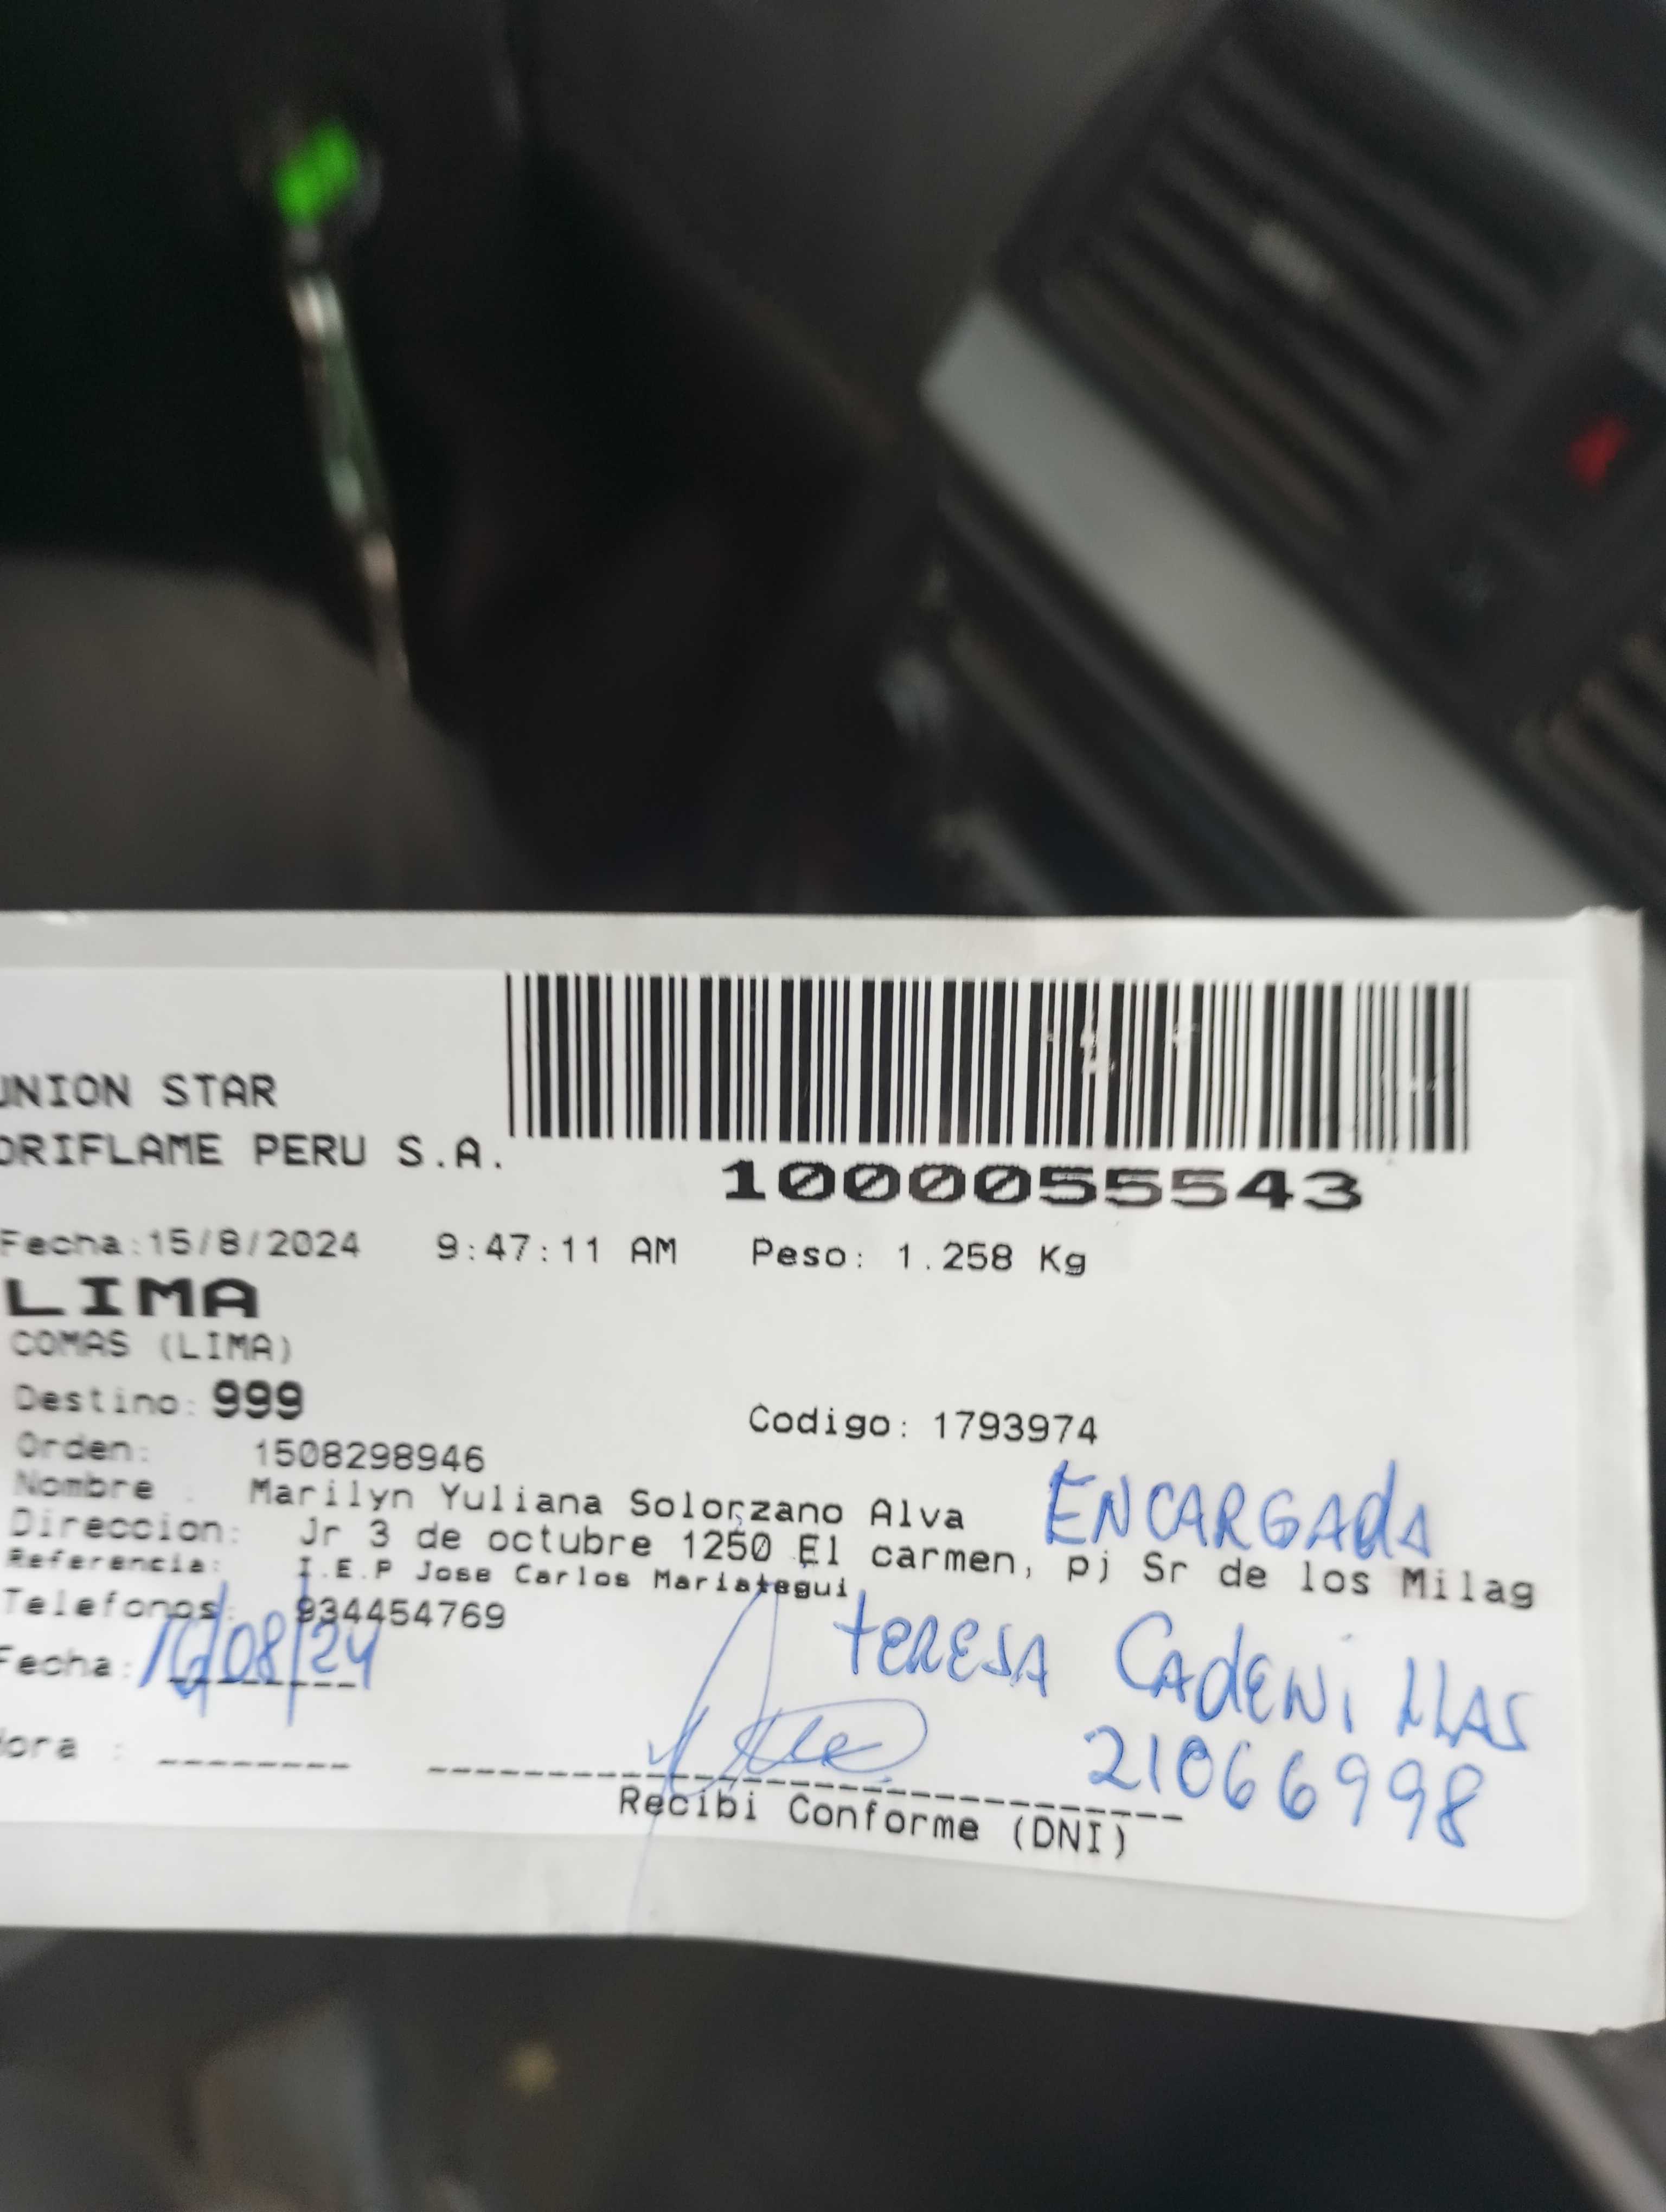 UNION STAR
ORIFLAME PERU S.A.
1000055543
Fecha:15/8/2024 9:47:11 AM Peso: 1.258 Kg
LIMA
COMAS (LIMA)
Destino: 999
Codigo: 1793974
Orden: 1508298946
Nombre : Marilyn Yuliana Solorzano Alva ENCARGADA
Direccion: Jr 3 de octubre 1250 El carmen, pj Sr de los Milag
Referencia: I.E.P Jose Carlos Mariategui
Telefonos: 934454769
TERESA CADENILLAS
Fecha: 16/08/24
21066998
Hora :
Recibi Conforme (DNI)